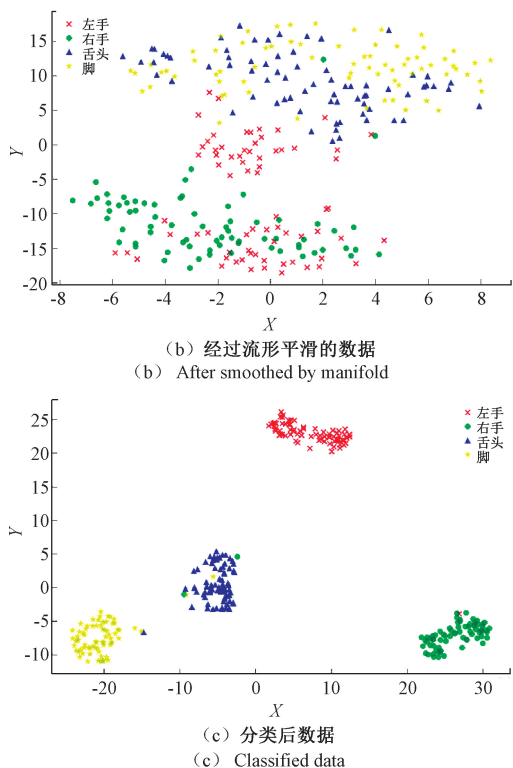 左手
右手
舌头
脚
15
10
5
0
-5
-10
-15
-20
Y
-8 -6 -4 -2 0 2 4 6 8
X
（b）经过流形平滑的数据
（b） After smoothed by manifold
左手
右手
舌头
脚
25
20
15
10
5
0
-5
-10
Y
-20 -10 0 10 20 30
X
（c）分类后数据
（c） Classified data